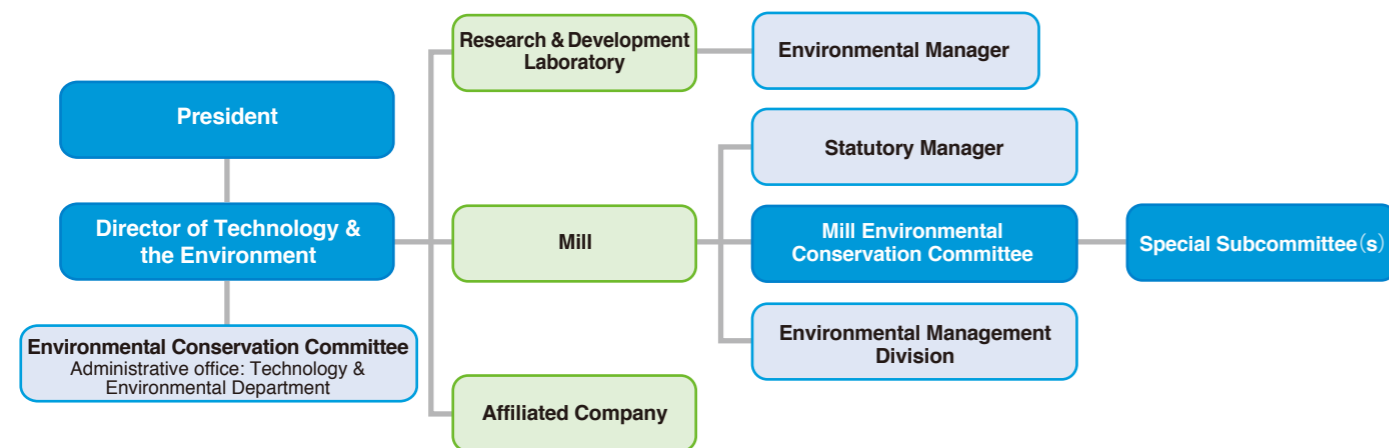 President
Director of Technology &
the Environment
Environmental Conservation Committee
Administrative office: Technology &
Environmental Department
Research & Development
Laboratory
Mill
Affiliated Company
Environmental Manager
Statutory Manager
Mill Environmental
Conservation Committee
Environmental Management
Division
Special Subcommittee(s)